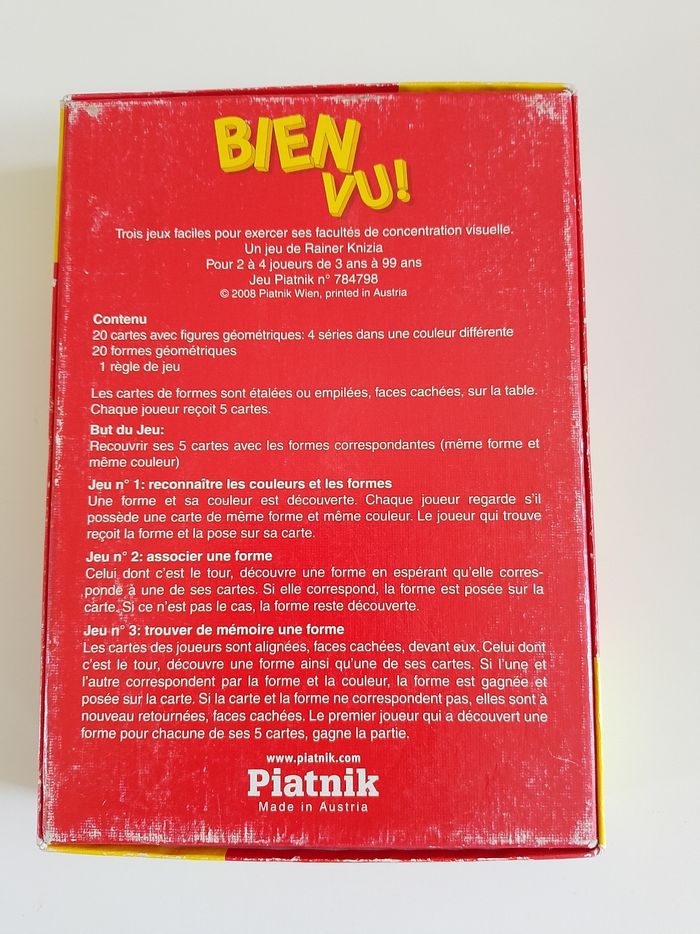 BIEN
VU!
Trois jeux faciles pour exercer ses facultés de concentration visuelle.
Un jeu de Rainer Knizia
Pour 2 à 4 joueurs de 3 ans à 99 ans
Jeu Piatnik n° 784798
© 2008 Piatnik Wien, printed in Austria
Contenu
20 cartes avec figures géométriques: 4 séries dans une couleur différente
20 formes géométriques
1 règle de jeu
Les cartes de formes sont étalées ou empilées, faces cachées, sur la table.
Chaque joueur reçoit 5 cartes.
But du Jeu:
Recouvrir ses 5 cartes avec les formes correspondantes (même forme et
même couleur)
Jeu n° 1: reconnaître les couleurs et les formes
Une forme et sa couleur est découverte. Chaque joueur regarde s'il
possède une carte de même forme et même couleur. Le joueur qui trouve
reçoit la forme et la pose sur sa carte.
Jeu n° 2: associer une forme
Celui dont c'est le tour, découvre une forme en espérant qu'elle corres-
ponde à une de ses cartes. Si elle correspond, la forme est posée sur la
carte. Si ce n'est pas le cas, la forme reste découverte.
Jeu n° 3: trouver de mémoire une forme
Les cartes des joueurs sont alignées, faces cachées, devant eux. Celui dont
c'est le tour, découvre une forme ainsi qu'une de ses cartes. Si l'une et
l'autre correspondent par la forme et la couleur, la forme est gagnée et
posée sur la carte. Si la carte et la forme ne correspondent pas, elles sont à
nouveau retournées, faces cachées. Le premier joueur qui a découvert une
forme pour chacune de ses 5 cartes, gagne la partie.
www.piatnik.com
Piatnik
Made in Austria